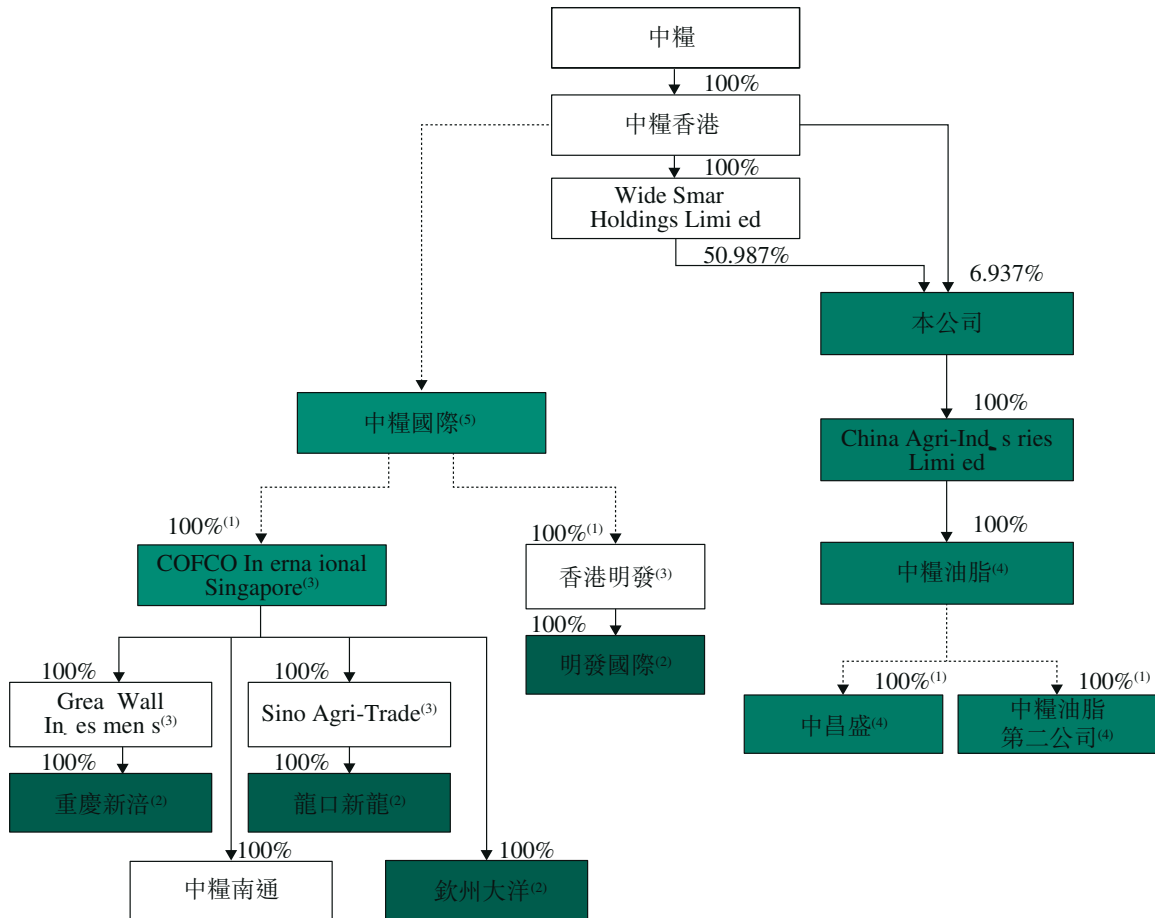 中糧
100%
中糧香港
100%
Wide Smar
Holdings Limi ed
50.987%
6.937%
本公司
100%
中糧國際(5)
China Agri-Ind s ries
Limi ed
100%(1)
100%(1)
100%
COFCO In erna ional
Singapore(3)
香港明發(3)
中糧油脂(4)
100%
明發國際(2)
100%
100%
100%(1)
100%(1)
Grea Wall
In es men s(3)
Sino Agri-Trade(3)
中昌盛(4)
中糧油脂
第二公司(4)
100%
100%
重慶新涪(2)
龍口新龍(2)
100%
100%
中糧南通
欽州大洋(2)